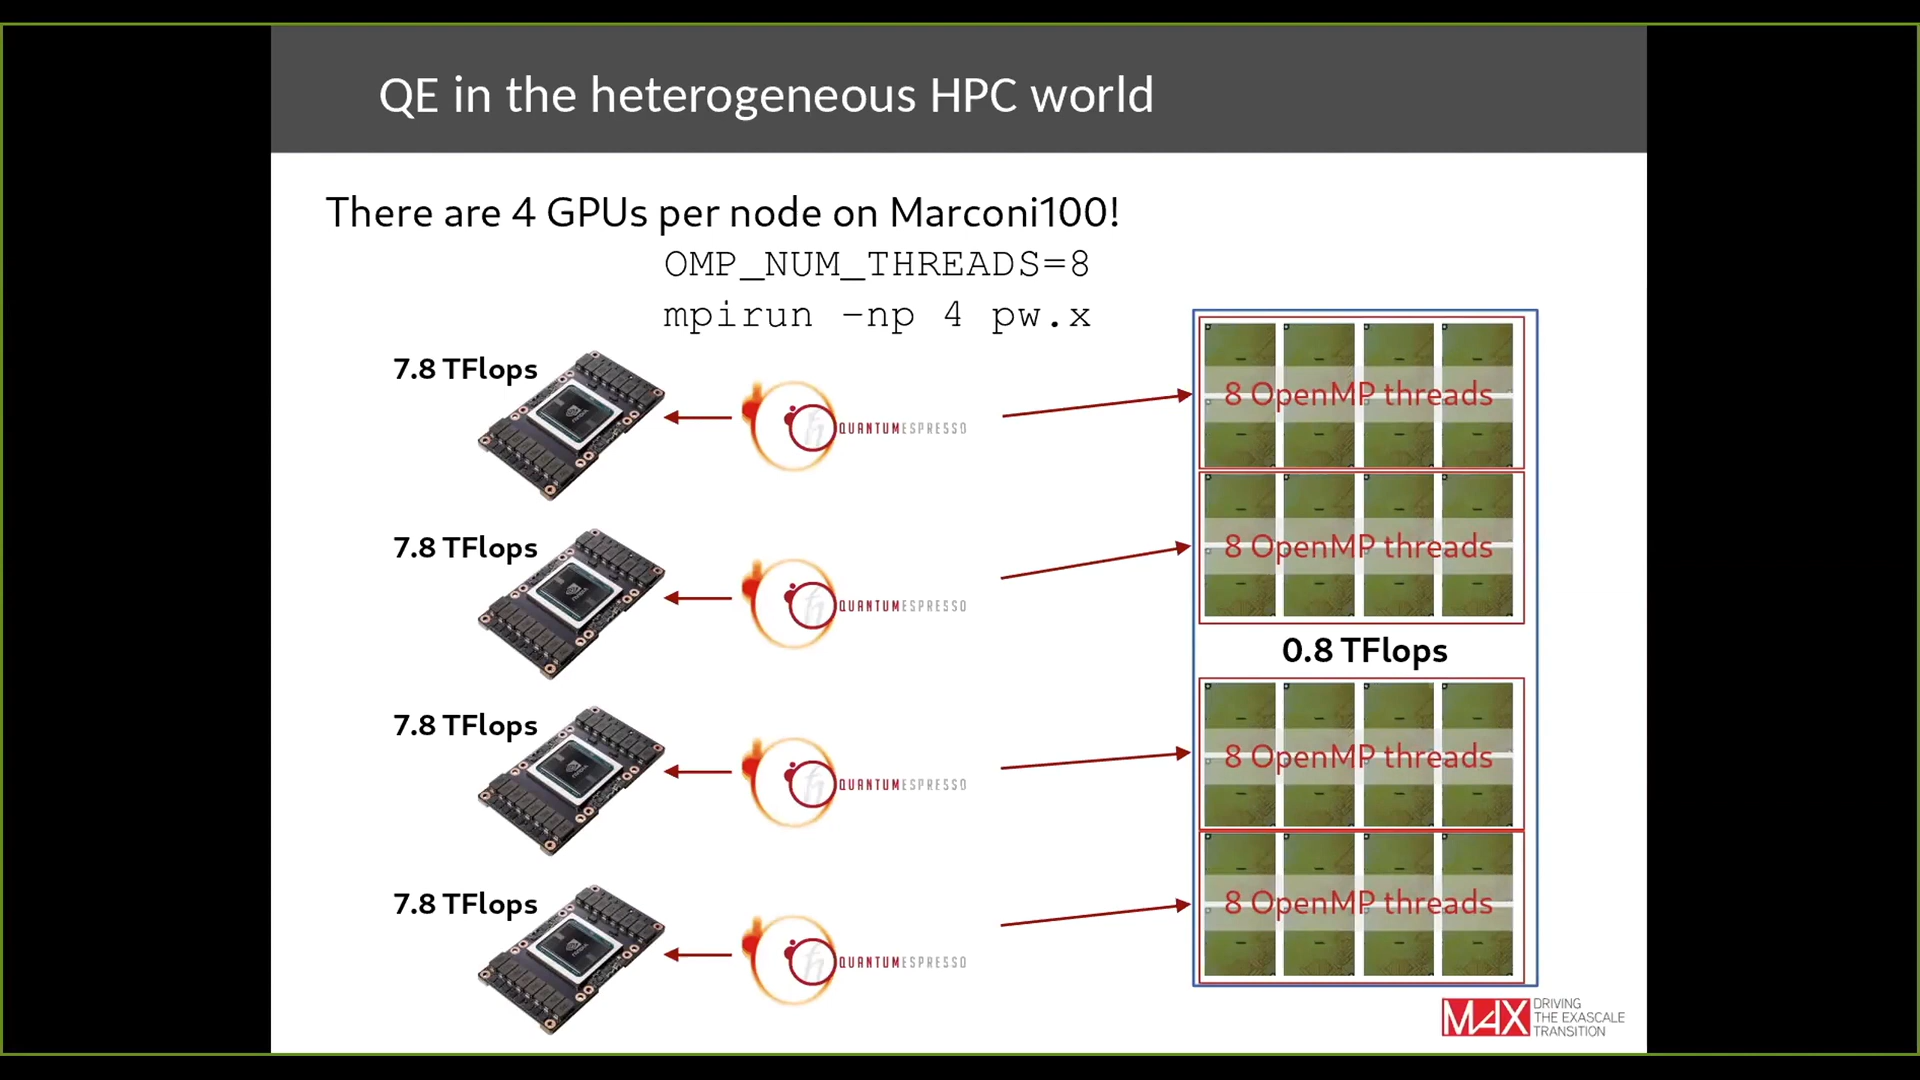 QE in the heterogeneous HPC world
There are 4 GPUs per node on Marconi100!
OMP_NUM_THREADS=8
mpirun -np 4 pw.x
7.8 TFlops
QUANTUMESPRESSO
8 OpenMP threads
7.8 TFlops
QUANTUMESPRESSO
8 OpenMP threads
0.8 TFlops
7.8 TFlops
QUANTUMESPRESSO
8 OpenMP threads
7.8 TFlops
QUANTUMESPRESSO
8 OpenMP threads
MAX
DRIVING
THE EXASCALE
TRANSITION